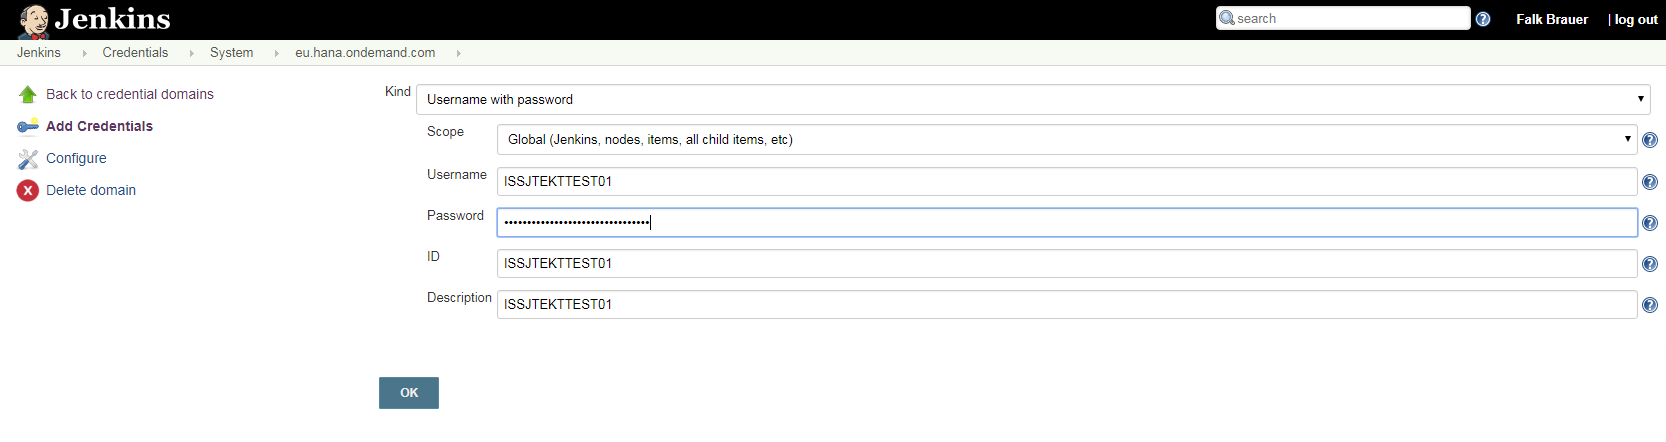 Jenkins
search
?
Falk Brauer
| log out
Jenkins
Credentials
System
eu.hana.ondemand.com
Back to credential domains
Add Credentials
Configure
X
Delete domain
Kind
Username with password
Scope
Global (Jenkins, nodes, items, all child items, etc)
?
Username
ISSJTEKTTEST01
?
Password
••••••••••••••••••••••••••••••••
?
ID
ISSJTEKTTEST01
?
Description
ISSJTEKTTEST01
?
OK